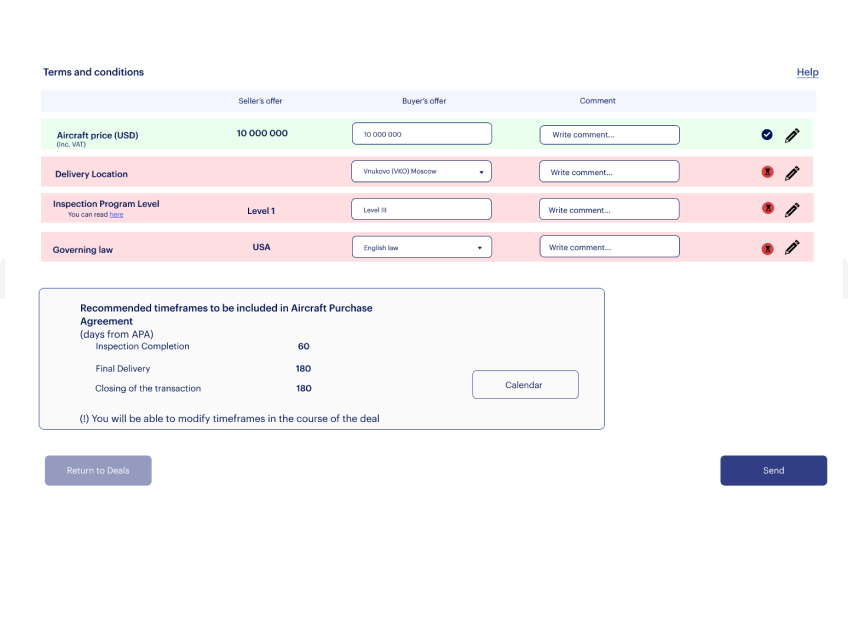 Terms and conditions
Help
Seller's offer
Buyer's offer
Comment
Aircraft price (USD)
(Inc. VAT)
10 000 000
10 000 000
Write comment...
Delivery Location
Vnukovo (VKO) Moscow
Write comment...
Inspection Program Level
You can read here
Level 1
Level III
Write comment...
Governing law
USA
English law
Write comment...
Recommended timeframes to be included in Aircraft Purchase
Agreement
(days from APA)
Inspection Completion
60
Final Delivery
180
Closing of the transaction
180
Calendar
(!) You will be able to modify timeframes in the course of the deal
Return to Deals
Send